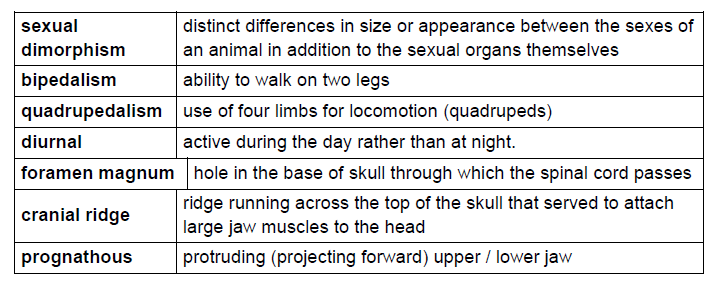 sexual distinct differences in size or appearance between the sexes of
dimorphism an animal in addition to the sexual organs themselves
bipedalism ability to walk on two legs
quadrupedalism use of four limbs for locomotion (quadrupeds)
diurnal active during the day rather than at night.
foramen magnum hole in the base of skull through which the spinal cord passes
cranial ridge ridge running across the top of the skull that served to attach
large jaw muscles to the head
prognathous protruding (projecting forward) upper / lower jaw